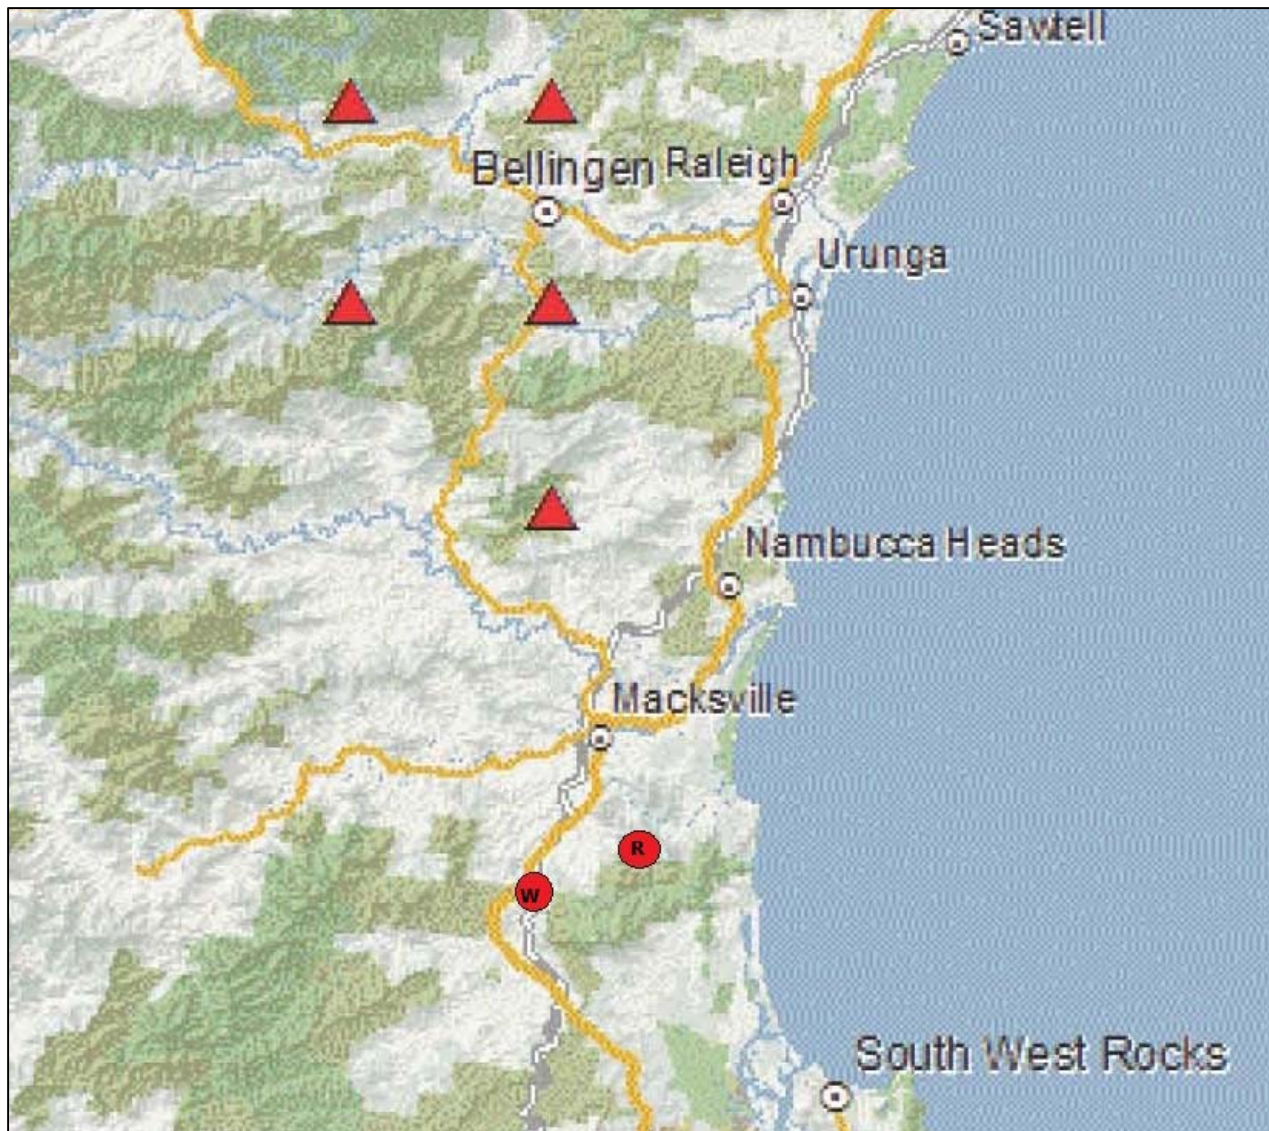 Sawtell
Bellingen
Raleigh
Urunga
Nambucca Heads
Macksville
R
W
South West Rocks